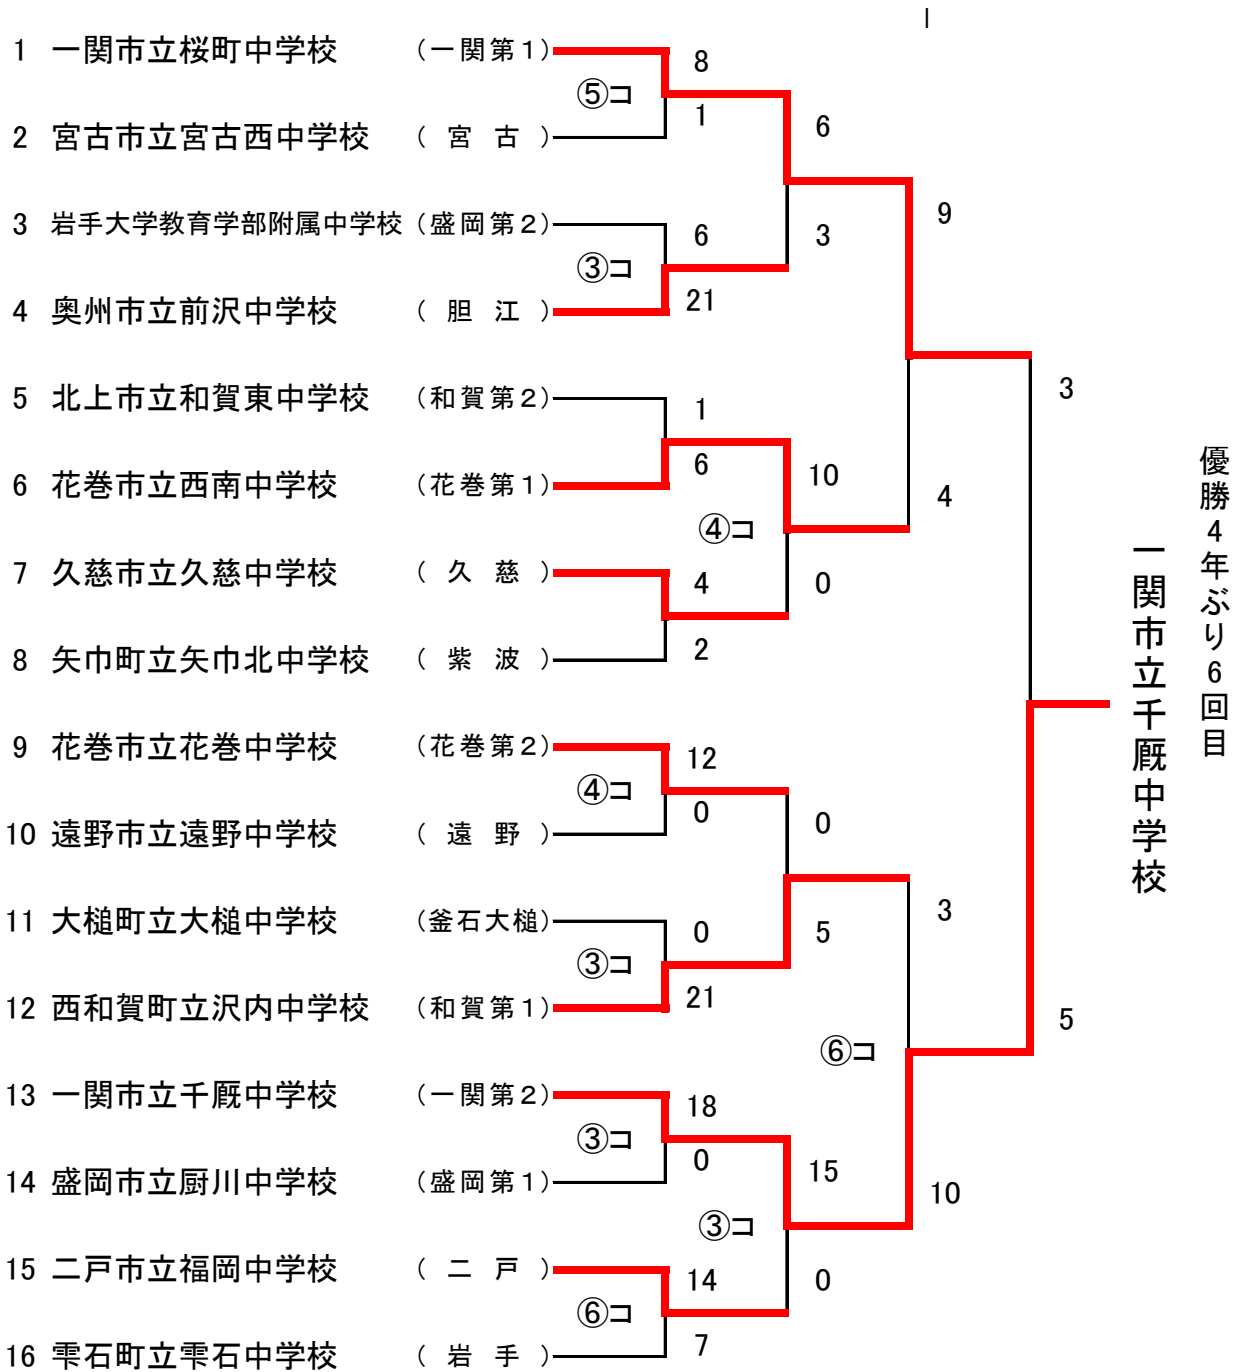 1 一関市立桜町中学校 (一関第1)
8
⑤コ
1
2 宮古市立宮古西中学校 ( 宮 古 )
6
3 岩手大学教育学部附属中学校 (盛岡第2)
6
③コ
3
21
4 奥州市立前沢中学校 ( 胆 江 )
9
5 北上市立和賀東中学校 (和賀第2)
1
6
6 花巻市立西南中学校 (花巻第1)
10
④コ
4
7 久慈市立久慈中学校 ( 久 慈 )
4
0
2
8 矢巾町立矢巾北中学校 ( 紫 波 )
3
9 花巻市立花巻中学校 (花巻第2)
12
④コ
0
10 遠野市立遠野中学校 ( 遠 野 )
0
11 大槌町立大槌中学校 (釜石大槌)
0
③コ
5
21
12 西和賀町立沢内中学校 (和賀第1)
3
⑥コ
13 一関市立千厩中学校 (一関第2)
18
③コ
0
14 盛岡市立厨川中学校 (盛岡第1)
15
③コ
10
15 二戸市立福岡中学校 ( 二 戸 )
14
⑥コ
0
7
16 雫石町立雫石中学校 ( 岩 手 )
5
一関市立千厩中学校
優勝4年ぶり6回目